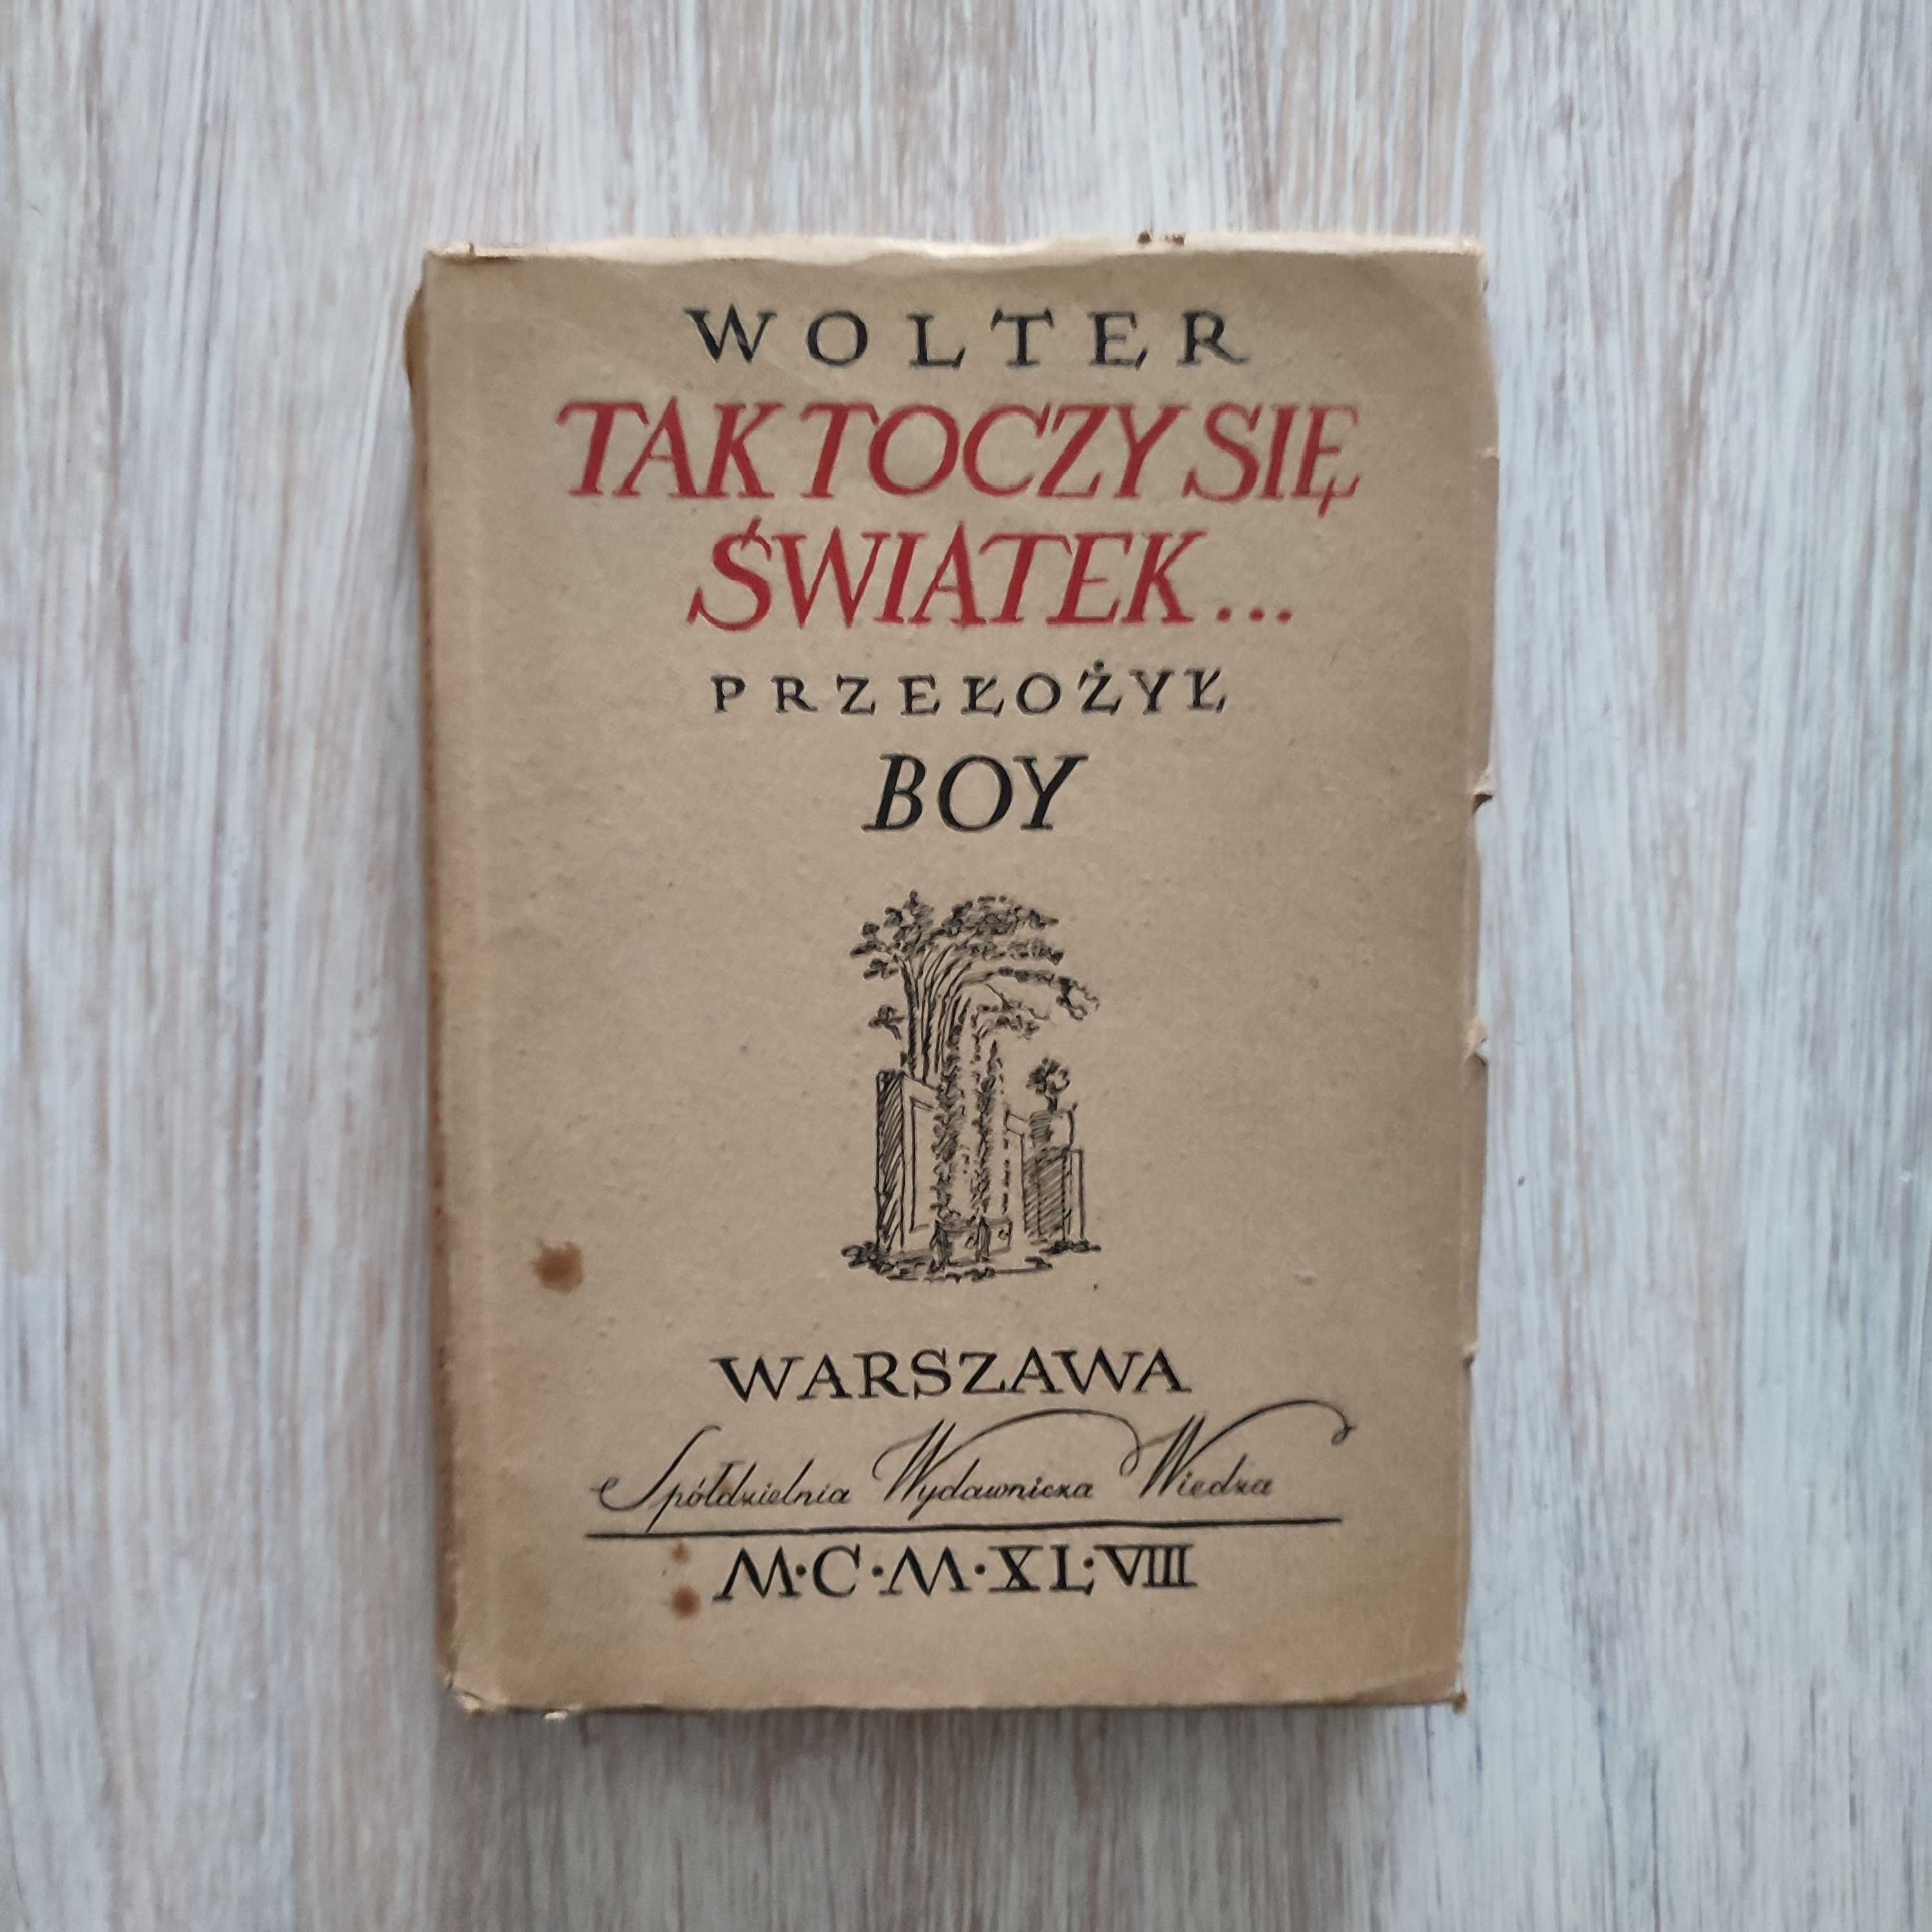 WOLTER
TAK TOCZY SIĘ
ŚWIATEK...
PRZEŁOŻYŁ
BOY
WARSZAWA
Spółdzielnia Wydawnicza Wiedza
M·C·M·XL·VIII